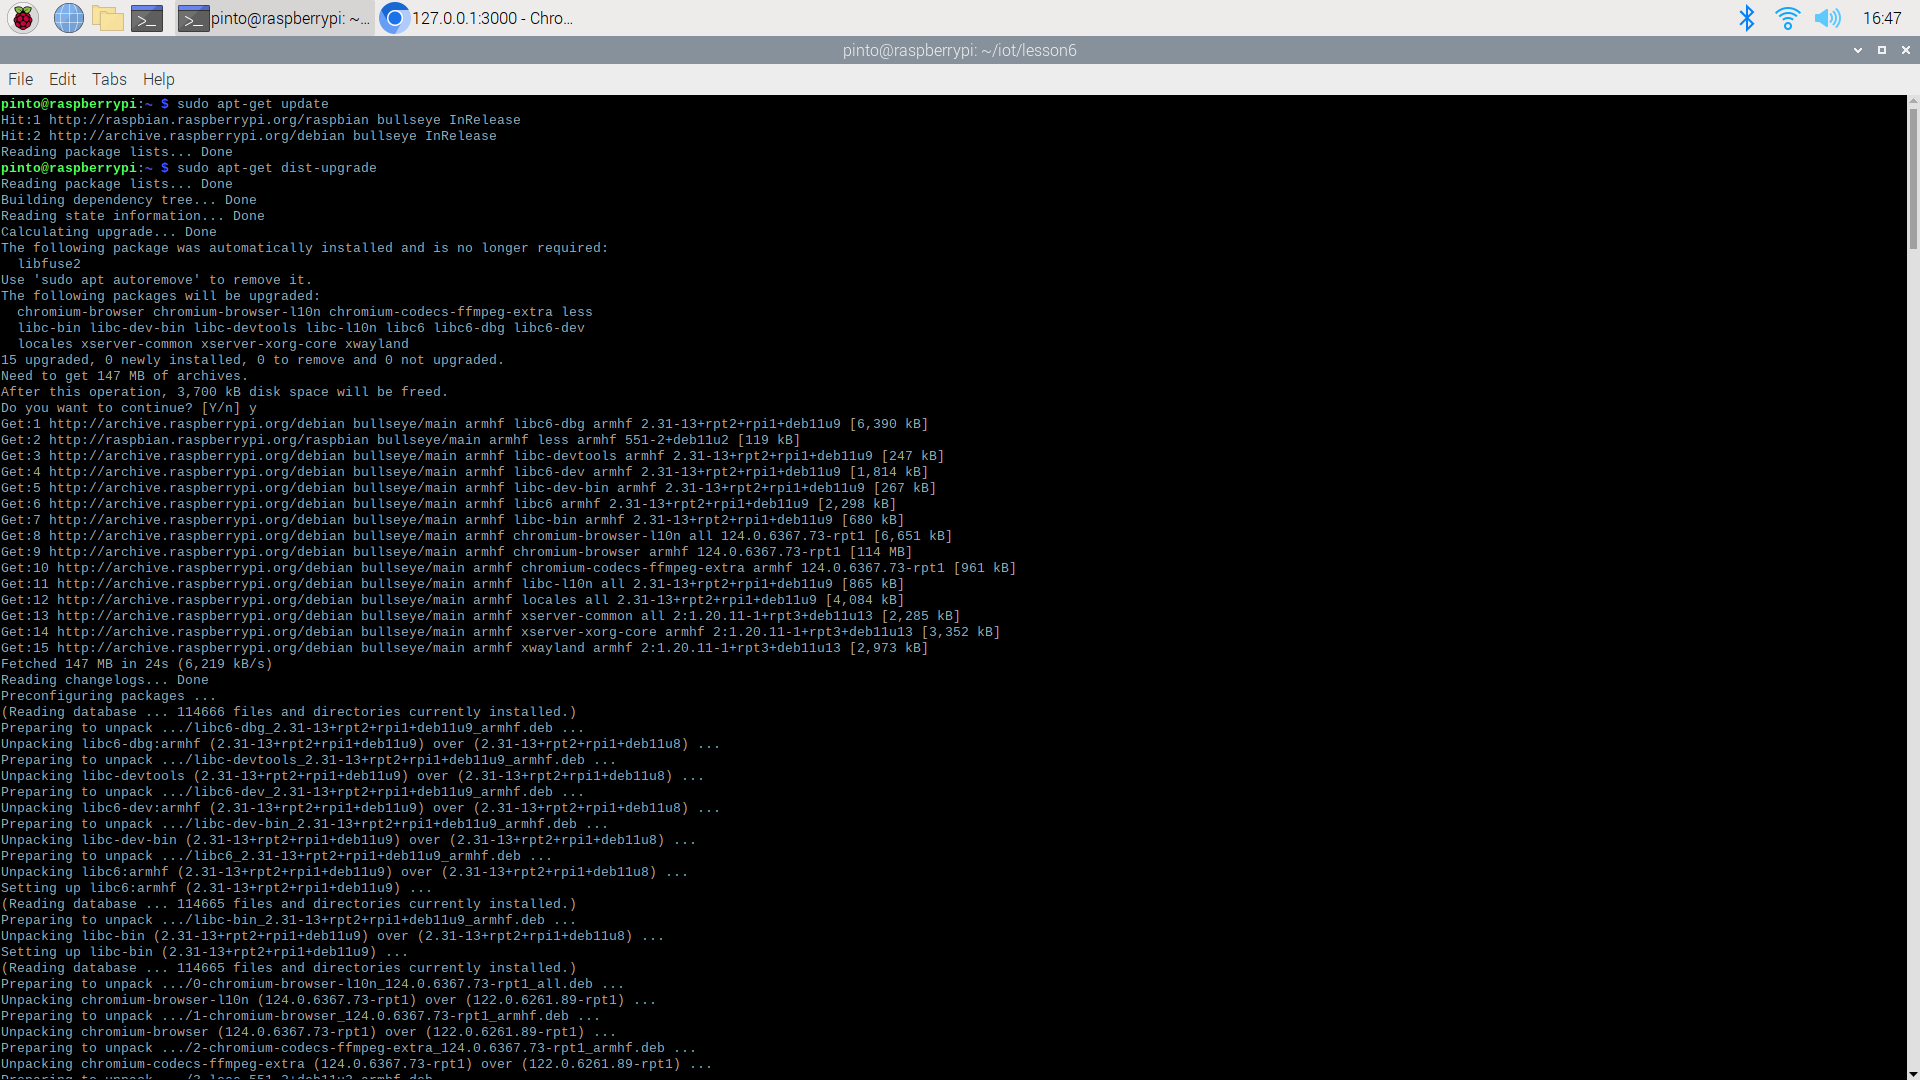 pinto@raspberrypi: ~...
127.0.0.1:3000 - Chro...
16:47
pinto@raspberrypi: ~/iot/lesson6
File Edit Tabs Help
pinto@raspberrypi:~ $ sudo apt-get update
Hit:1 http://raspbian.raspberrypi.org/raspbian bullseye InRelease
Hit:2 http://archive.raspberrypi.org/debian bullseye InRelease
Reading package lists... Done
pinto@raspberrypi:~ $ sudo apt-get dist-upgrade
Reading package lists... Done
Building dependency tree... Done
Reading state information... Done
Calculating upgrade... Done
The following package was automatically installed and is no longer required:
  libfuse2
Use 'sudo apt autoremove' to remove it.
The following packages will be upgraded:
  chromium-browser chromium-browser-l10n chromium-codecs-ffmpeg-extra less
  libc-bin libc-dev-bin libc-devtools libc-l10n libc6 libc6-dbg libc6-dev
  locales xserver-common xserver-xorg-core xwayland
15 upgraded, 0 newly installed, 0 to remove and 0 not upgraded.
Need to get 147 MB of archives.
After this operation, 3,700 kB disk space will be freed.
Do you want to continue? [Y/n] y
Get:1 http://archive.raspberrypi.org/debian bullseye/main armhf libc6-dbg armhf 2.31-13+rpt2+rpi1+deb11u9 [6,390 kB]
Get:2 http://raspbian.raspberrypi.org/raspbian bullseye/main armhf less armhf 551-2+deb11u2 [119 kB]
Get:3 http://archive.raspberrypi.org/debian bullseye/main armhf libc-devtools armhf 2.31-13+rpt2+rpi1+deb11u9 [247 kB]
Get:4 http://archive.raspberrypi.org/debian bullseye/main armhf libc6-dev armhf 2.31-13+rpt2+rpi1+deb11u9 [1,814 kB]
Get:5 http://archive.raspberrypi.org/debian bullseye/main armhf libc-dev-bin armhf 2.31-13+rpt2+rpi1+deb11u9 [267 kB]
Get:6 http://archive.raspberrypi.org/debian bullseye/main armhf libc6 armhf 2.31-13+rpt2+rpi1+deb11u9 [2,298 kB]
Get:7 http://archive.raspberrypi.org/debian bullseye/main armhf libc-bin armhf 2.31-13+rpt2+rpi1+deb11u9 [680 kB]
Get:8 http://archive.raspberrypi.org/debian bullseye/main armhf chromium-browser-l10n all 124.0.6367.73-rpt1 [6,651 kB]
Get:9 http://archive.raspberrypi.org/debian bullseye/main armhf chromium-browser armhf 124.0.6367.73-rpt1 [114 MB]
Get:10 http://archive.raspberrypi.org/debian bullseye/main armhf chromium-codecs-ffmpeg-extra armhf 124.0.6367.73-rpt1 [961 kB]
Get:11 http://archive.raspberrypi.org/debian bullseye/main armhf libc-l10n all 2.31-13+rpt2+rpi1+deb11u9 [865 kB]
Get:12 http://archive.raspberrypi.org/debian bullseye/main armhf locales all 2.31-13+rpt2+rpi1+deb11u9 [4,084 kB]
Get:13 http://archive.raspberrypi.org/debian bullseye/main armhf xserver-common all 2:1.20.11-1+rpt3+deb11u13 [2,285 kB]
Get:14 http://archive.raspberrypi.org/debian bullseye/main armhf xserver-xorg-core armhf 2:1.20.11-1+rpt3+deb11u13 [3,352 kB]
Get:15 http://archive.raspberrypi.org/debian bullseye/main armhf xwayland armhf 2:1.20.11-1+rpt3+deb11u13 [2,973 kB]
Fetched 147 MB in 24s (6,219 kB/s)
Reading changelogs... Done
Preconfiguring packages ...
(Reading database ... 114666 files and directories currently installed.)
Preparing to unpack .../libc6-dbg_2.31-13+rpt2+rpi1+deb11u9_armhf.deb ...
Unpacking libc6-dbg:armhf (2.31-13+rpt2+rpi1+deb11u9) over (2.31-13+rpt2+rpi1+deb11u8) ...
Preparing to unpack .../libc-devtools_2.31-13+rpt2+rpi1+deb11u9_armhf.deb ...
Unpacking libc-devtools (2.31-13+rpt2+rpi1+deb11u9) over (2.31-13+rpt2+rpi1+deb11u8) ...
Preparing to unpack .../libc6-dev_2.31-13+rpt2+rpi1+deb11u9_armhf.deb ...
Unpacking libc6-dev:armhf (2.31-13+rpt2+rpi1+deb11u9) over (2.31-13+rpt2+rpi1+deb11u8) ...
Preparing to unpack .../libc-dev-bin_2.31-13+rpt2+rpi1+deb11u9_armhf.deb ...
Unpacking libc-dev-bin (2.31-13+rpt2+rpi1+deb11u9) over (2.31-13+rpt2+rpi1+deb11u8) ...
Preparing to unpack .../libc6_2.31-13+rpt2+rpi1+deb11u9_armhf.deb ...
Unpacking libc6:armhf (2.31-13+rpt2+rpi1+deb11u9) over (2.31-13+rpt2+rpi1+deb11u8) ...
Setting up libc6:armhf (2.31-13+rpt2+rpi1+deb11u9) ...
(Reading database ... 114665 files and directories currently installed.)
Preparing to unpack .../libc-bin_2.31-13+rpt2+rpi1+deb11u9_armhf.deb ...
Unpacking libc-bin (2.31-13+rpt2+rpi1+deb11u9) over (2.31-13+rpt2+rpi1+deb11u8) ...
Setting up libc-bin (2.31-13+rpt2+rpi1+deb11u9) ...
(Reading database ... 114665 files and directories currently installed.)
Preparing to unpack .../0-chromium-browser-l10n_124.0.6367.73-rpt1_all.deb ...
Unpacking chromium-browser-l10n (124.0.6367.73-rpt1) over (122.0.6261.89-rpt1) ...
Preparing to unpack .../1-chromium-browser_124.0.6367.73-rpt1_armhf.deb ...
Unpacking chromium-browser (124.0.6367.73-rpt1) over (122.0.6261.89-rpt1) ...
Preparing to unpack .../2-chromium-codecs-ffmpeg-extra_124.0.6367.73-rpt1_armhf.deb ...
Unpacking chromium-codecs-ffmpeg-extra (124.0.6367.73-rpt1) over (122.0.6261.89-rpt1) ...